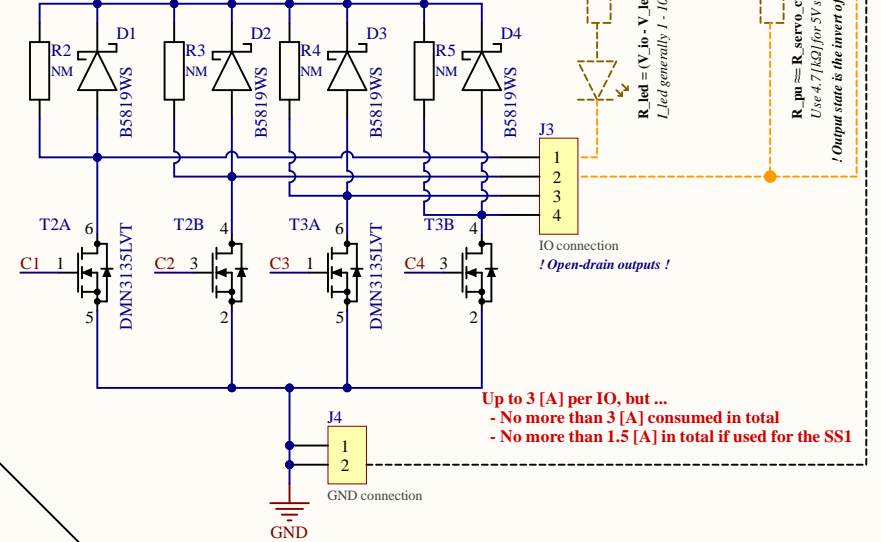 D1
D2
D3
D4
R2
NM
R3
NM
R4
NM
R5
NM
B5819WS
B5819WS
B5819WS
B5819WS
R_led = (V_io - V_le
I_led generally 1 - 10
R_pu ≈ R_servo_c
Use 4.7 [kΩ] for 5V s
! Output state is the invert of
J3
1
2
3
4
IO connection
! Open-drain outputs !
T2A
6
C1
1
5
DMN3135LVT
T2B
4
C2
3
2
T3A
6
C3
1
5
DMN3135LVT
T3B
4
C4
3
2
Up to 3 [A] per IO, but ...
- No more than 3 [A] consumed in total
- No more than 1.5 [A] in total if used for the SS1
J4
1
2
GND connection
GND